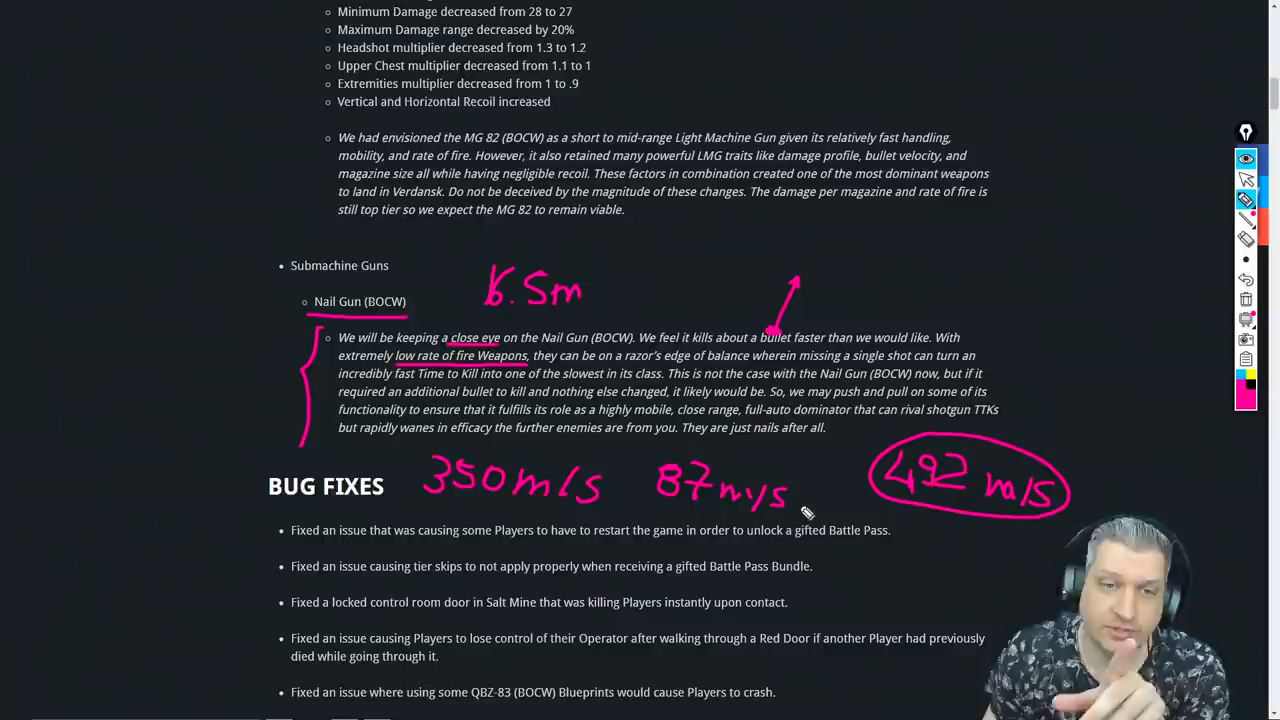 Minimum Damage decreased from 28 to 27
Maximum Damage range decreased by 20%
Headshot multiplier decreased from 1.3 to 1.2
Upper Chest multiplier decreased from 1.1 to 1
Extremities multiplier decreased from 1 to .9
Vertical and Horizontal Recoil increased
We had envisioned the MG 82 (BOCW) as a short to mid-range Light Machine Gun given its relatively fast handling,
mobility, and rate of fire. However, it also retained many powerful LMG traits like damage profile, bullet velocity, and
magazine size all while having negligible recoil. These factors in combination created one of the most dominant weapons
to land in Verdansk. Do not be deceived by the magnitude of these changes. The damage per magazine and rate of fire is
still top tier so we expect the MG 82 to remain viable.
Submachine Guns
Nail Gun (BOCW)
6.5m
We will be keeping a close eye on the Nail Gun (BOCW). We feel it kills about a bullet faster than we would like. With
extremely low rate of fire Weapons, they can be on a razor's edge of balance wherein missing a single shot can turn an
incredibly fast Time to Kill into one of the slowest in its class. This is not the case with the Nail Gun (BOCW) now, but if it
required an additional bullet to kill and nothing else changed, it likely would be. So, we may push and pull on some of its
functionality to ensure that it fulfills its role as a highly mobile, close range, full-auto dominator that can rival shotgun TTKs
but rapidly wanes in efficacy the further enemies are from you. They are just nails after all.
BUG FIXES
350m/s 87m/s 492 m/s
Fixed an issue that was causing some Players to have to restart the game in order to unlock a gifted Battle Pass.
Fixed an issue causing tier skips to not apply properly when receiving a gifted Battle Pass Bundle.
Fixed a locked control room door in Salt Mine that was killing Players instantly upon contact.
Fixed an issue causing Players to lose control of their Operator after walking through a Red Door if another Player had previously
died while going through it.
Fixed an issue where using some QBZ-83 (BOCW) Blueprints would cause Players to crash.